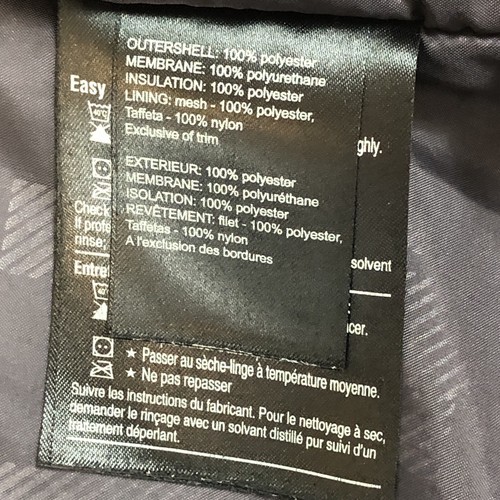 OUTERSHELL: 100% polyester
MEMBRANE: 100% polyurethane
INSULATION: 100% polyester
LINING: mesh - 100% polyester,
Taffeta - 100% nylon
Exclusive of trim
EXTERIEUR: 100% polyester
MEMBRANE: 100% polyuréthane
ISOLATION: 100% polyester
REVÊTEMENT: filet - 100% polyester,
Taffetas - 100% nylon
A l'exclusion des bordures
Easy
ghly.
Check
If profe
rinse;
solvent
Entre
cer.
★ Passer au sèche-linge à température moyenne.
★ Ne pas repasser
Suivre les instructions du fabricant. Pour le nettoyage à sec,
demander le rinçage avec un solvant distillé pur suivi d'un
traitement déperlant.